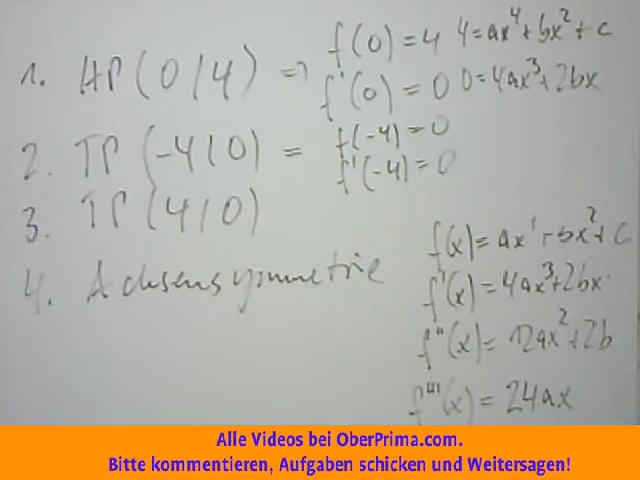 1. HP(0/4) => f(0)=4 4=ax⁴+bx²+c
f'(0)=0 0=4ax³+2bx
2. TP(-4/0) = f(-4)=0
f'(-4)=0
3. TP(4/0)
4. Achsensymmetrie
f(x)=ax⁴+bx²+c
f'(x)=4ax³+2bx
f''(x)=12ax²+2b
f'''(x)=24ax
Alle Videos bei OberPrima.com.
Bitte kommentieren, Aufgaben schicken und Weitersagen!